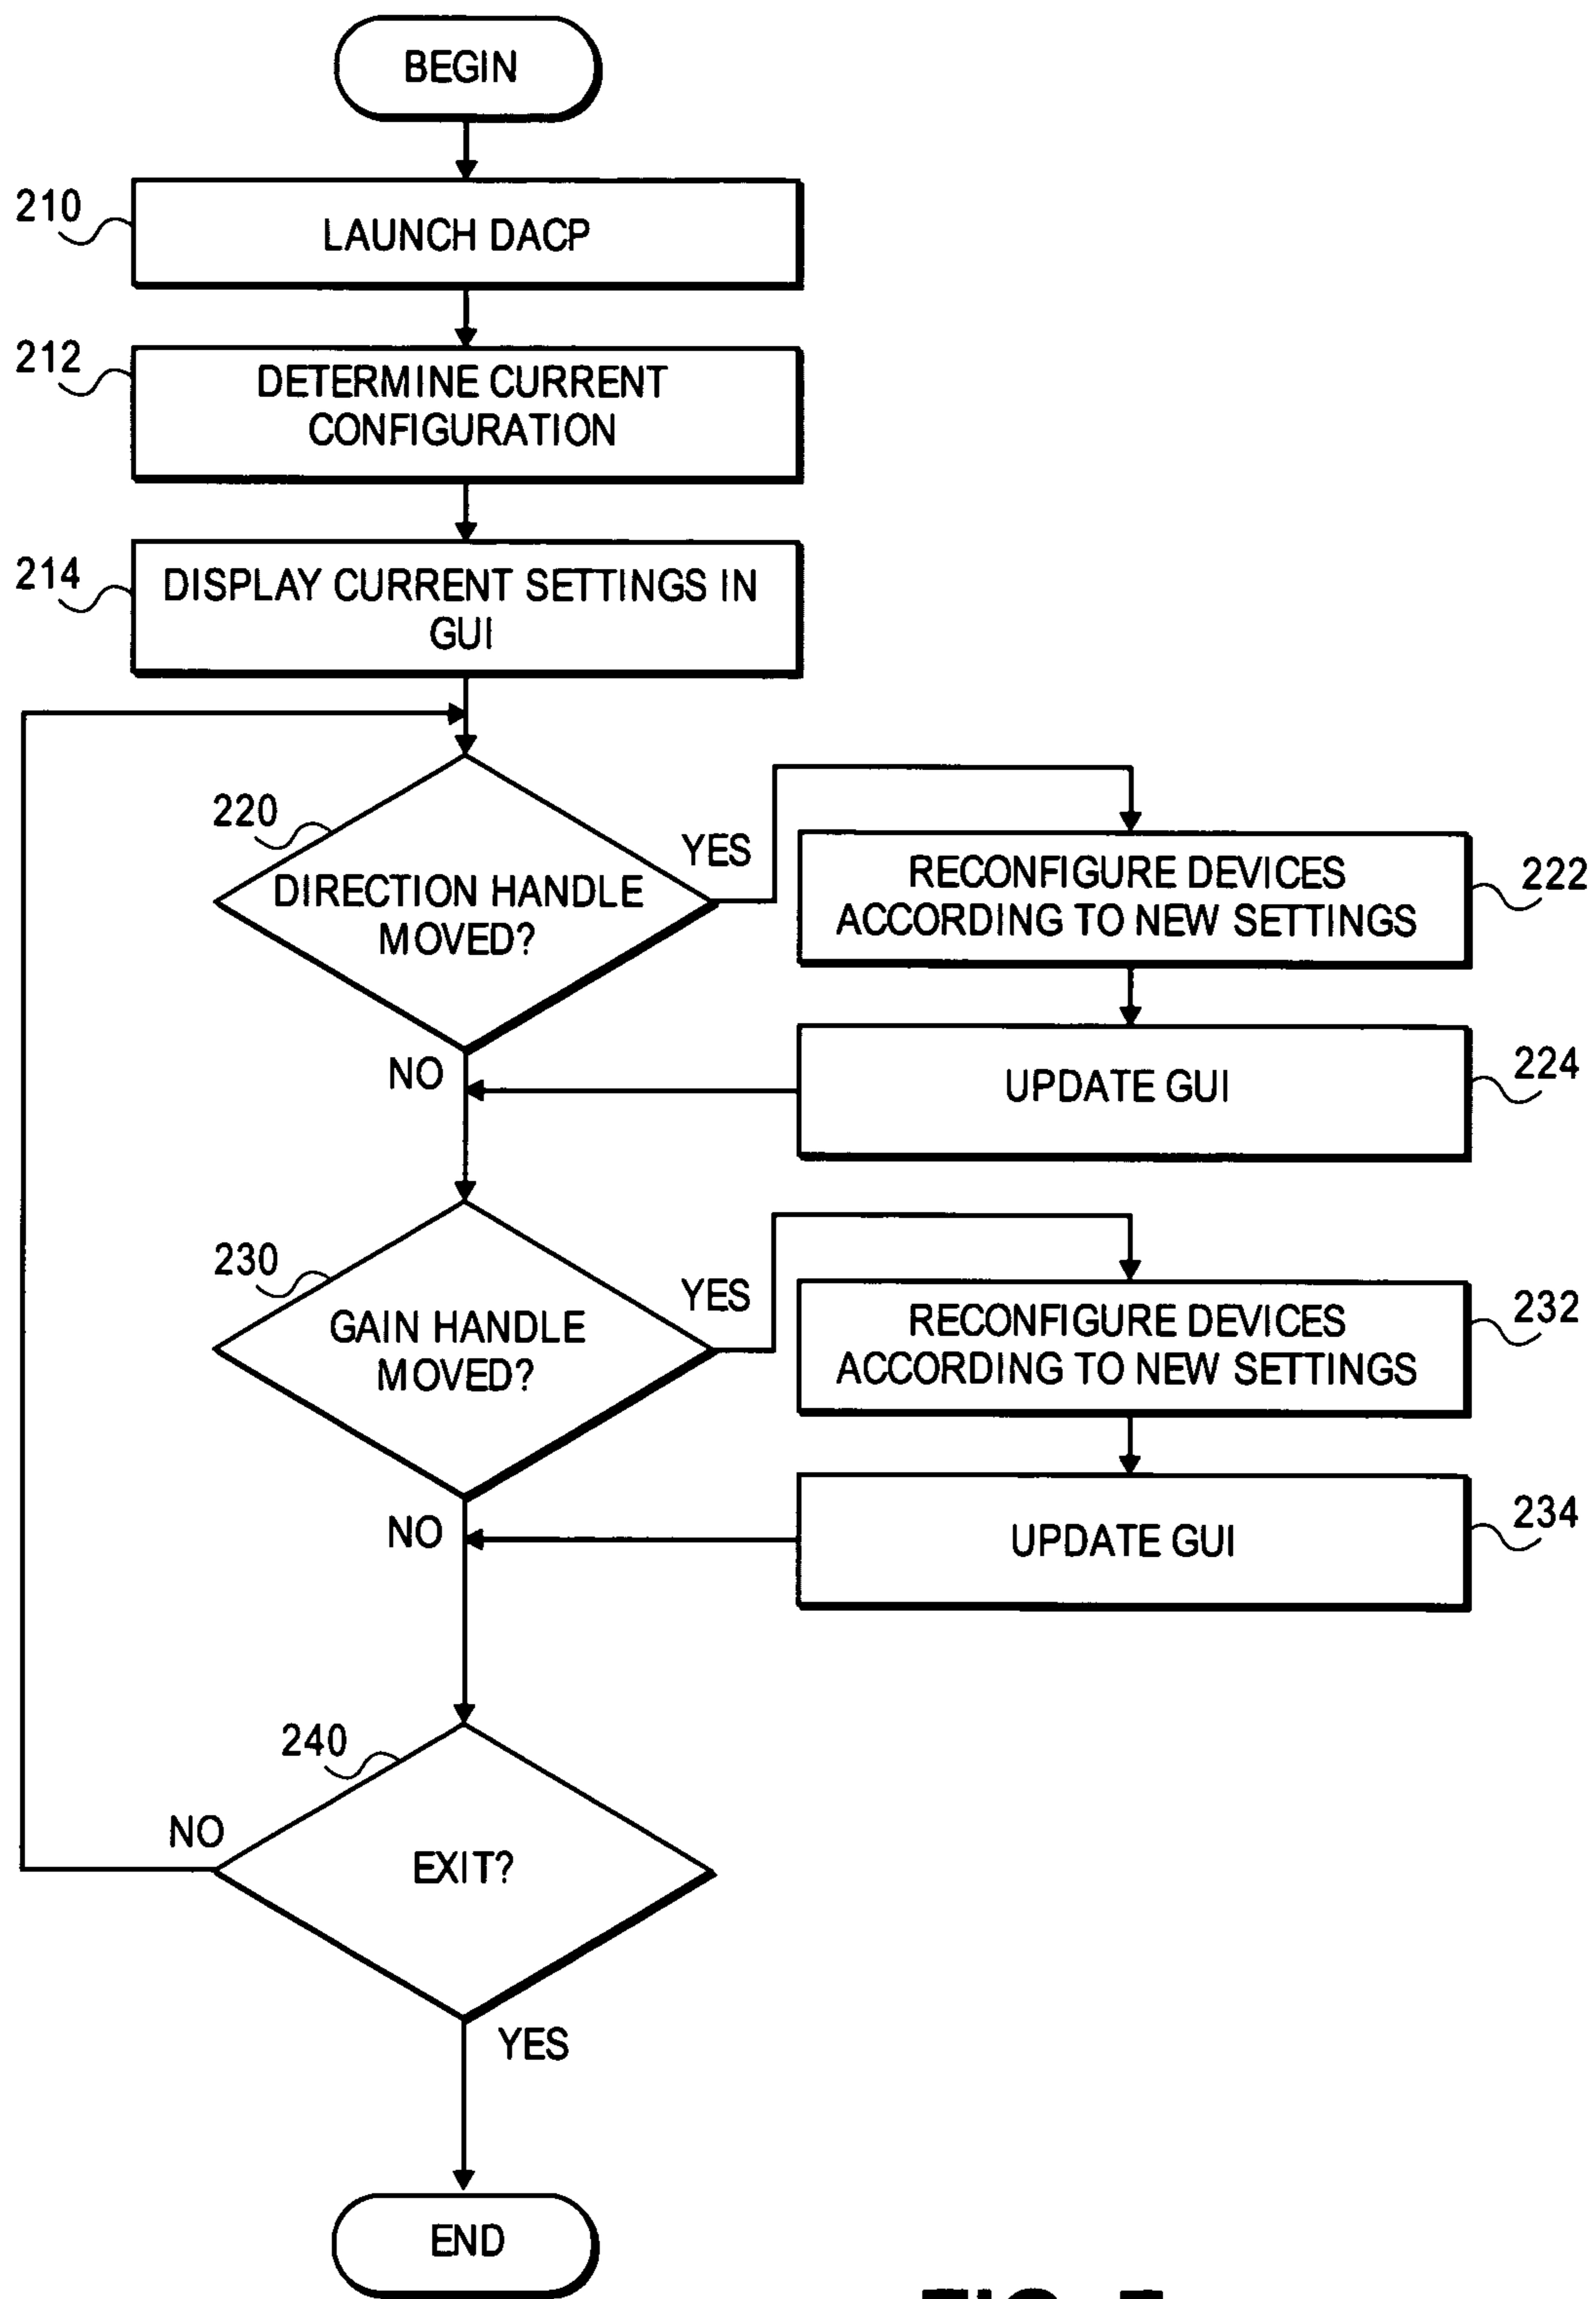 BEGIN
210
LAUNCH DACP
212
DETERMINE CURRENT
CONFIGURATION
214
DISPLAY CURRENT SETTINGS IN
GUI
220
DIRECTION HANDLE
MOVED?
YES
RECONFIGURE DEVICES
ACCORDING TO NEW SETTINGS
222
NO
UPDATE GUI
224
230
GAIN HANDLE
MOVED?
YES
RECONFIGURE DEVICES
ACCORDING TO NEW SETTINGS
232
NO
UPDATE GUI
234
240
NO
EXIT?
YES
END